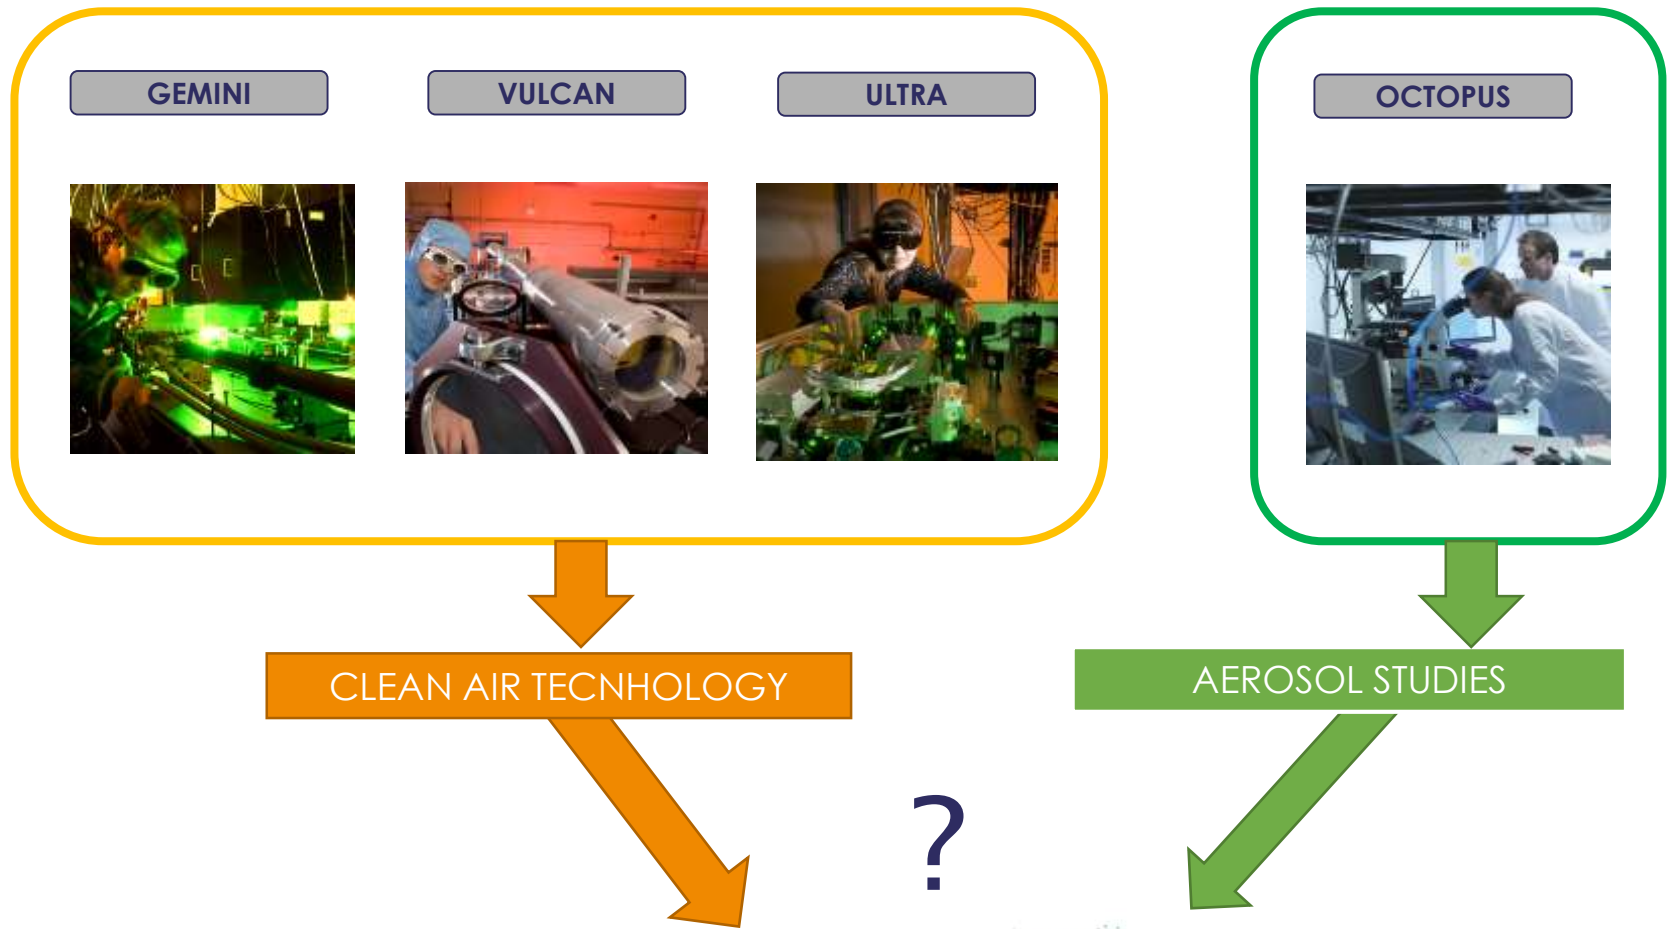 GEMINI
VULCAN
ULTRA
OCTOPUS
CLEAN AIR TECNHOLOGY
AEROSOL STUDIES
?